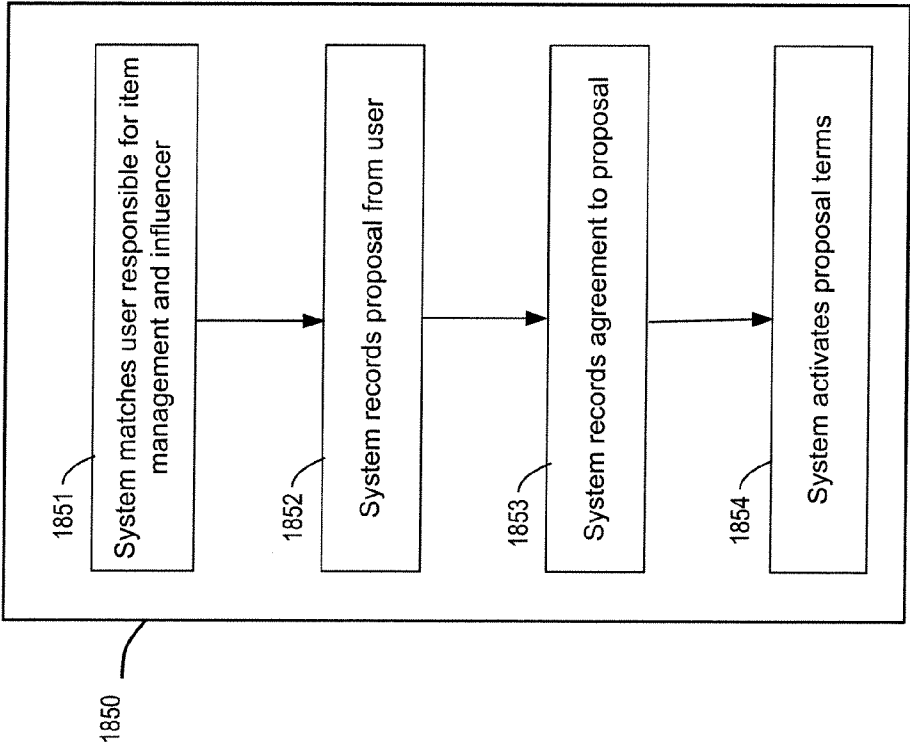 1850
1851
System matches user responsible for item
management and influencer
1852
System records proposal from user
1853
System records agreement to proposal
1854
System activates proposal terms